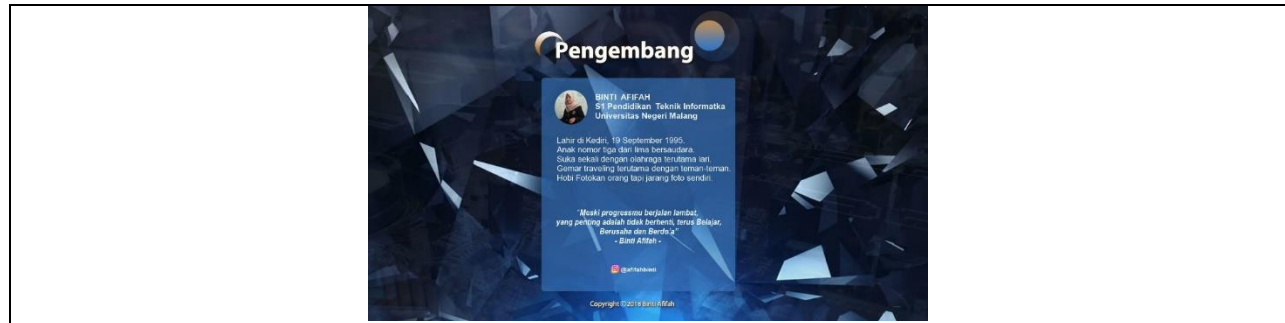 Pengembang
BINTI AFIFAH
S1 Pendidikan Teknik Informatka
Universitas Negeri Malang
Lahir di Kediri, 19 September 1995.
Anak nomor tiga dari lima bersaudara.
Suka sekali dengan olahraga terutama lari.
Gemar traveling terutama dengan teman-teman.
Hobi Fotokan orang tapi jarang foto sendiri.
"Meski progressmu berjalan lambat,
yang penting adalah tidak berhenti, terus Belajar,
Berusaha dan Berdo'a"
- Binti Afifah -
Copyright ©2018 Binti Afifah